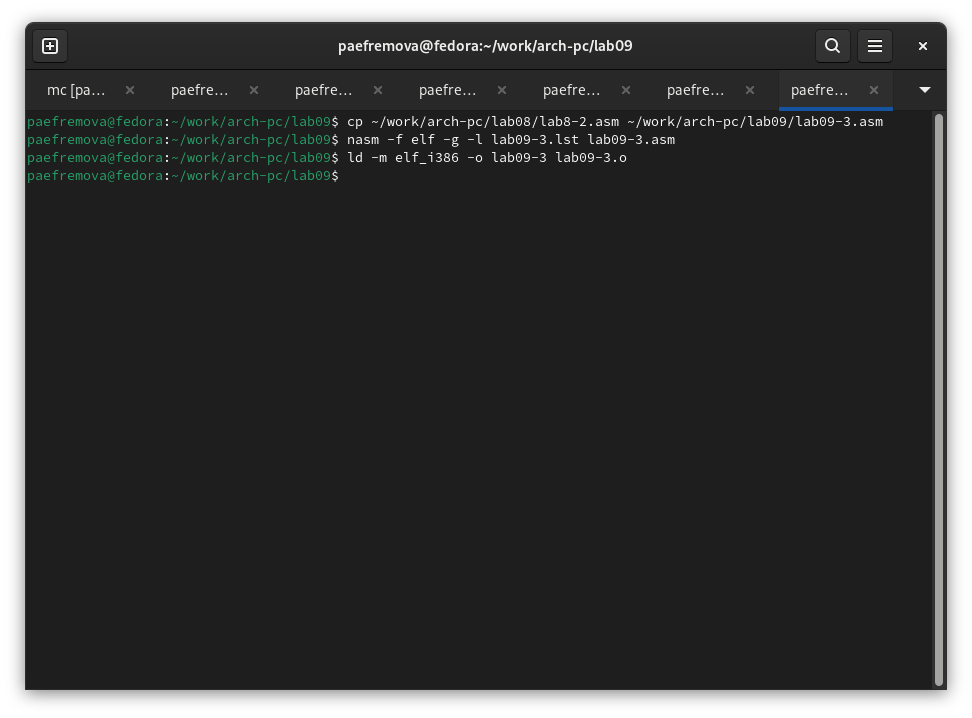 paefremova@fedora:~/work/arch-pc/lab09
mc [pa… paefre… paefre… paefre… paefre… paefre… paefre…
paefremova@fedora:~/work/arch-pc/lab09$ cp ~/work/arch-pc/lab08/lab8-2.asm ~/work/arch-pc/lab09/lab09-3.asm
paefremova@fedora:~/work/arch-pc/lab09$ nasm -f elf -g -l lab09-3.lst lab09-3.asm
paefremova@fedora:~/work/arch-pc/lab09$ ld -m elf_i386 -o lab09-3 lab09-3.o
paefremova@fedora:~/work/arch-pc/lab09$